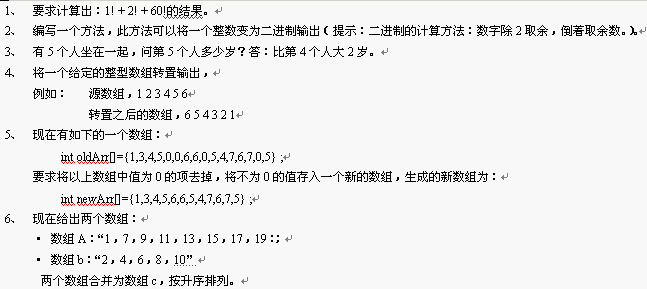 1、 要求计算出：1!＋2!＋60!的结果。
2、 编写一个方法，此方法可以将一个整数变为二进制输出（提示：二进制的计算方法：数字除2取余，倒着取余数。）。
3、 有5个人坐在一起，问第5个人多少岁？答：比第4个人大2岁。
4、 将一个给定的整型数组转置输出，
例如： 源数组，1 2 3 4 5 6
转置之后的数组，6 5 4 3 2 1
5、 现在有如下的一个数组：
int oldArr[]={1,3,4,5,0,0,6,6,0,5,4,7,6,7,0,5} ;
要求将以上数组中值为0的项去掉，将不为0的值存入一个新的数组，生成的新数组为：
int newArr[]={1,3,4,5,6,6,5,4,7,6,7,5} ;
6、 现在给出两个数组：
▪ 数组A：“1，7，9，11，13，15，17，19：；
▪ 数组b：“2，4，6，8，10”
两个数组合并为数组c，按升序排列。